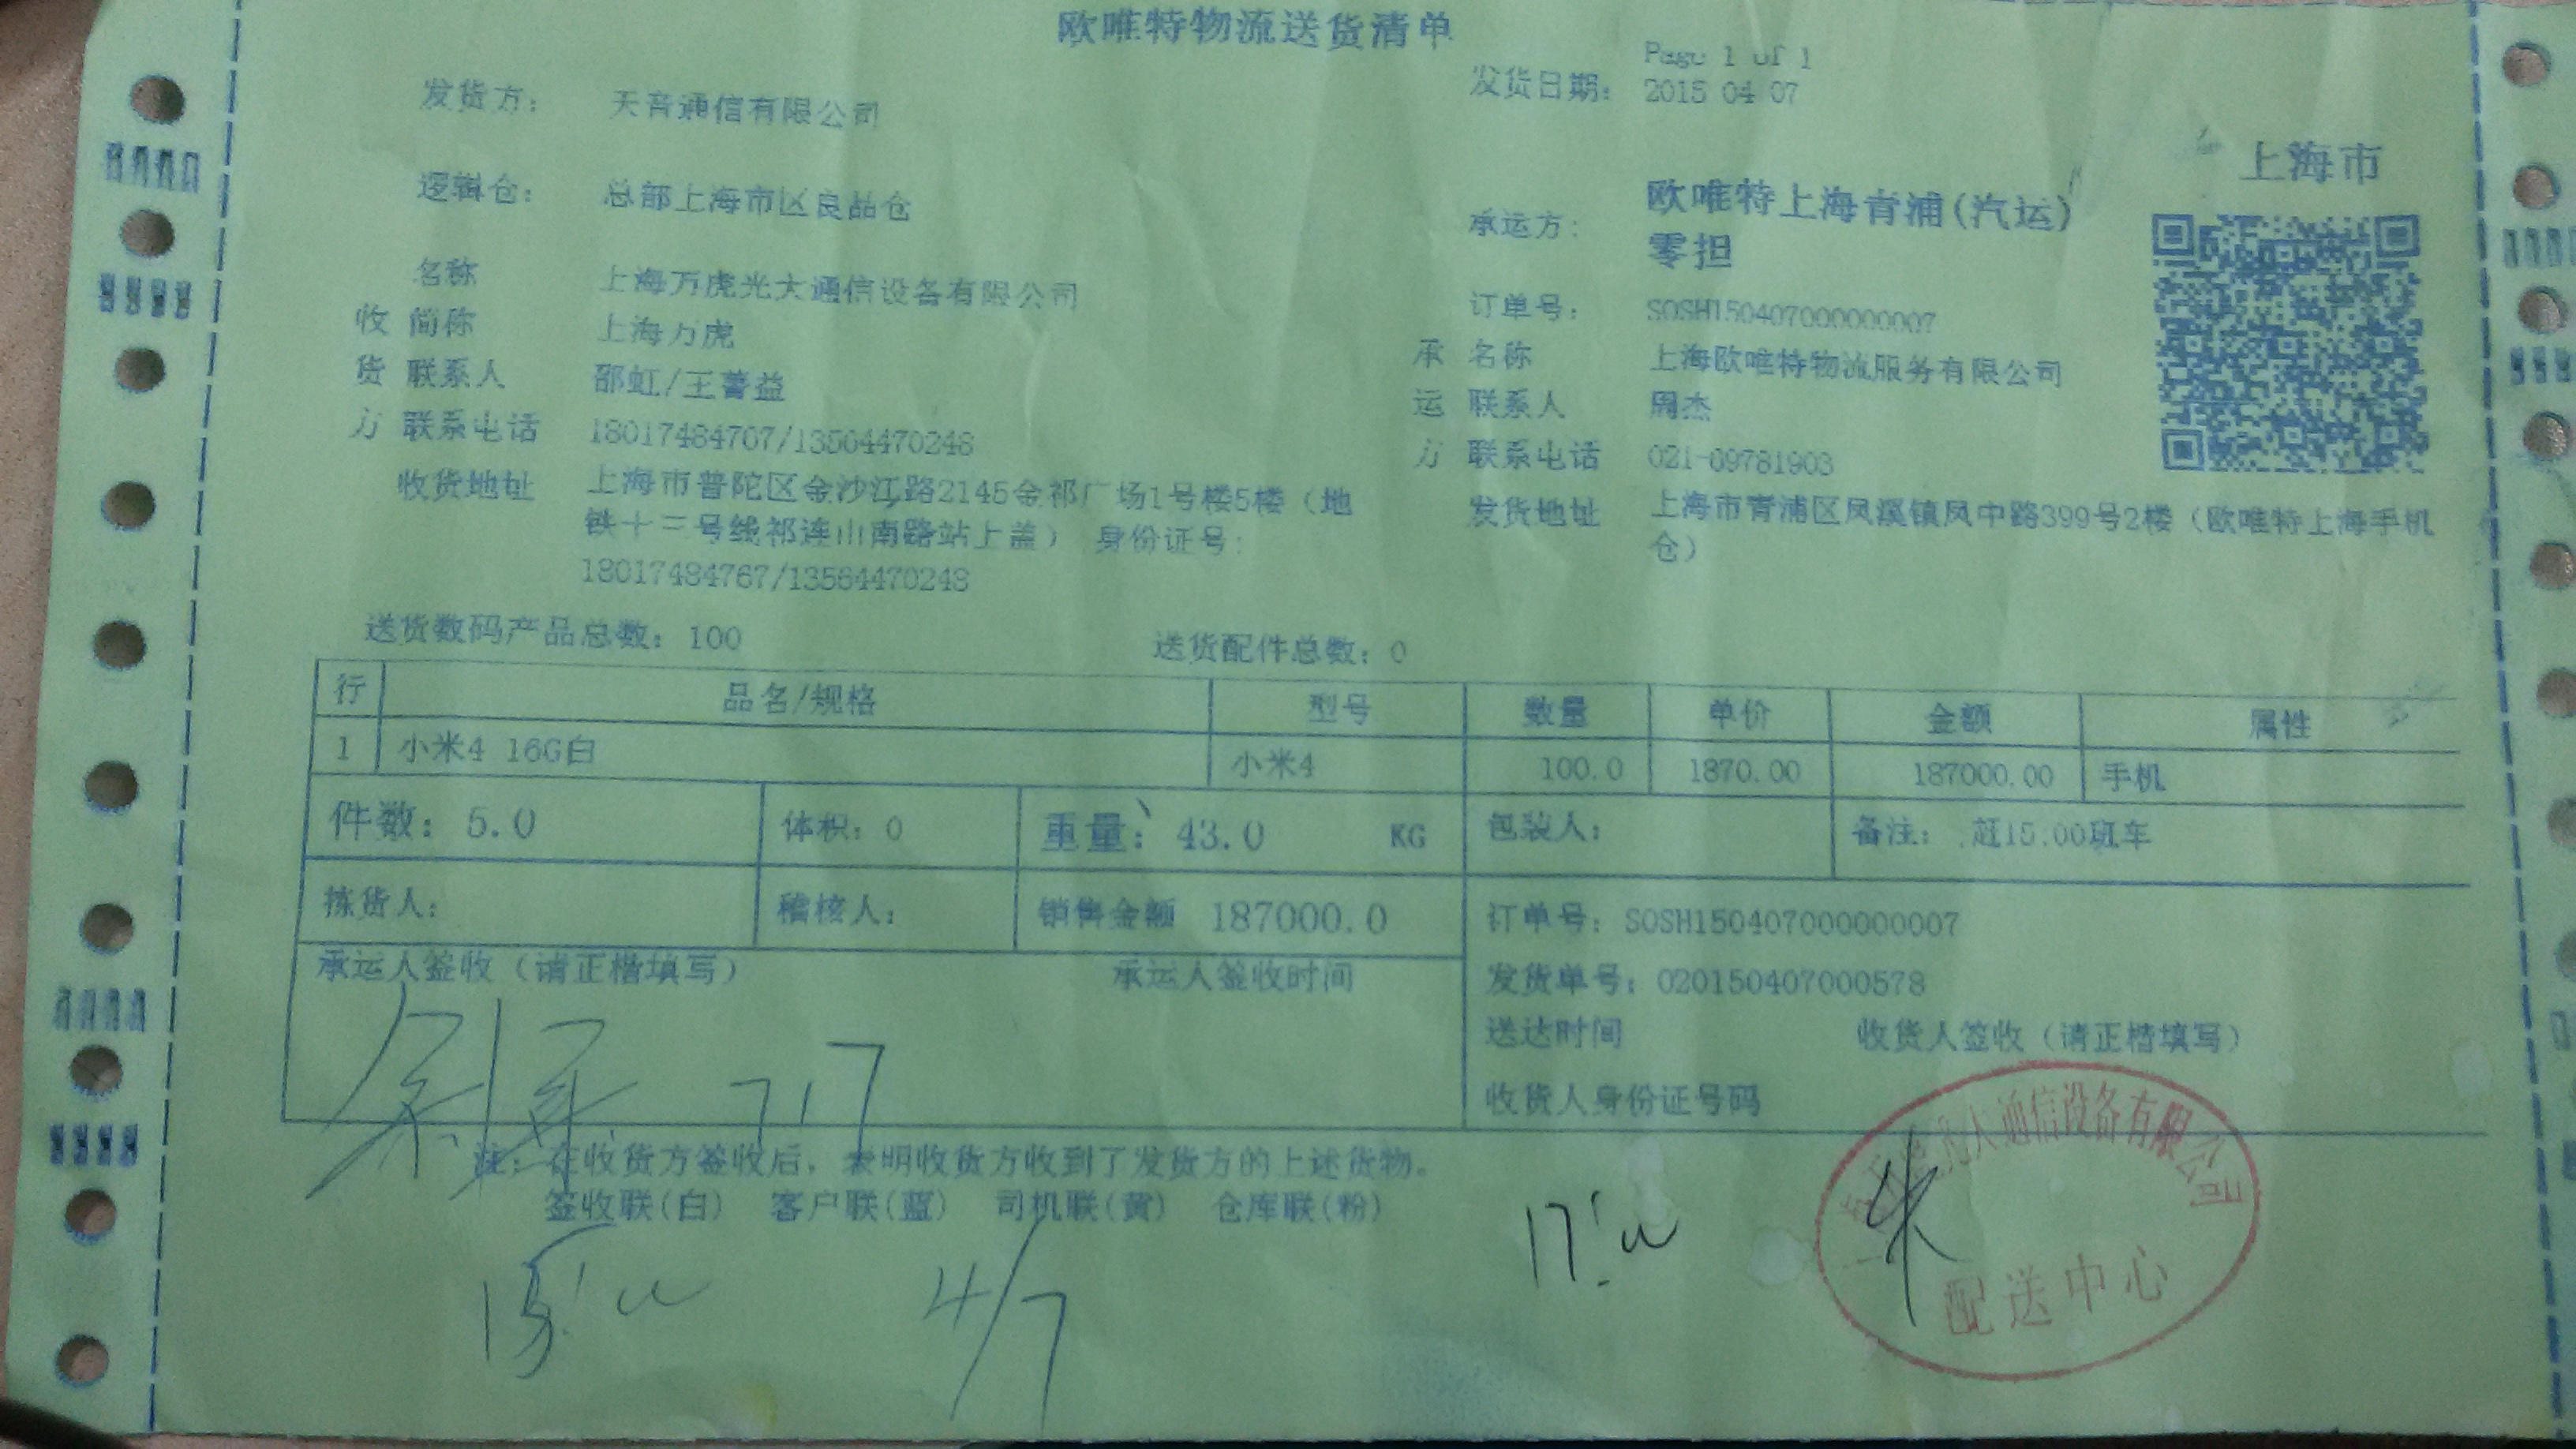 欧唯特物流送货清单
Page 1 of 1
发货方： 天音通信有限公司 发货日期： 2015 04 07
上海市
逻辑仓： 总部上海市区良品仓 承运方： 欧唯特上海青浦(汽运)
零担
名称 上海万虎光大通信设备有限公司 订单号： SOSH150407000000007
收 简称 上海万虎 承 名称 上海欧唯特物流服务有限公司
货 联系人 邵虹/王菁益 运 联系人 周杰
方 联系电话 18017484767/13564470248 方 联系电话 021-69781903
收货地址 上海市普陀区金沙江路2145金祁广场1号楼5楼（地 发货地址 上海市青浦区凤溪镇凤中路399号2楼（欧唯特上海手机
铁十三号线祁连山南路站上盖） 身份证号: 仓）
18017484767/13564470248
送货数码产品总数：100 送货配件总数：0
行 品名/规格 型号 数量 单价 金额 属性
1 小米4 16G白 小米4 100.0 1870.00 187000.00 手机
件数：5.0 体积：0 重量：43.0 KG 包装人： 备注： 赶15:00班车
拣货人： 稽核人： 销售金额 187000.0 订单号：SOSH150407000000007
承运人签收（请正楷填写） 承运人签收时间 发货单号：020150407000578
送达时间 收货人签收（请正楷填写）
收货人身份证号码
注：在收货方签收后，表明收货方收到了发货方的上述货物。
签收联(白) 客户联(蓝) 司机联(黄) 仓库联(粉)
4/7
光大通信设备有限公司
配送中心